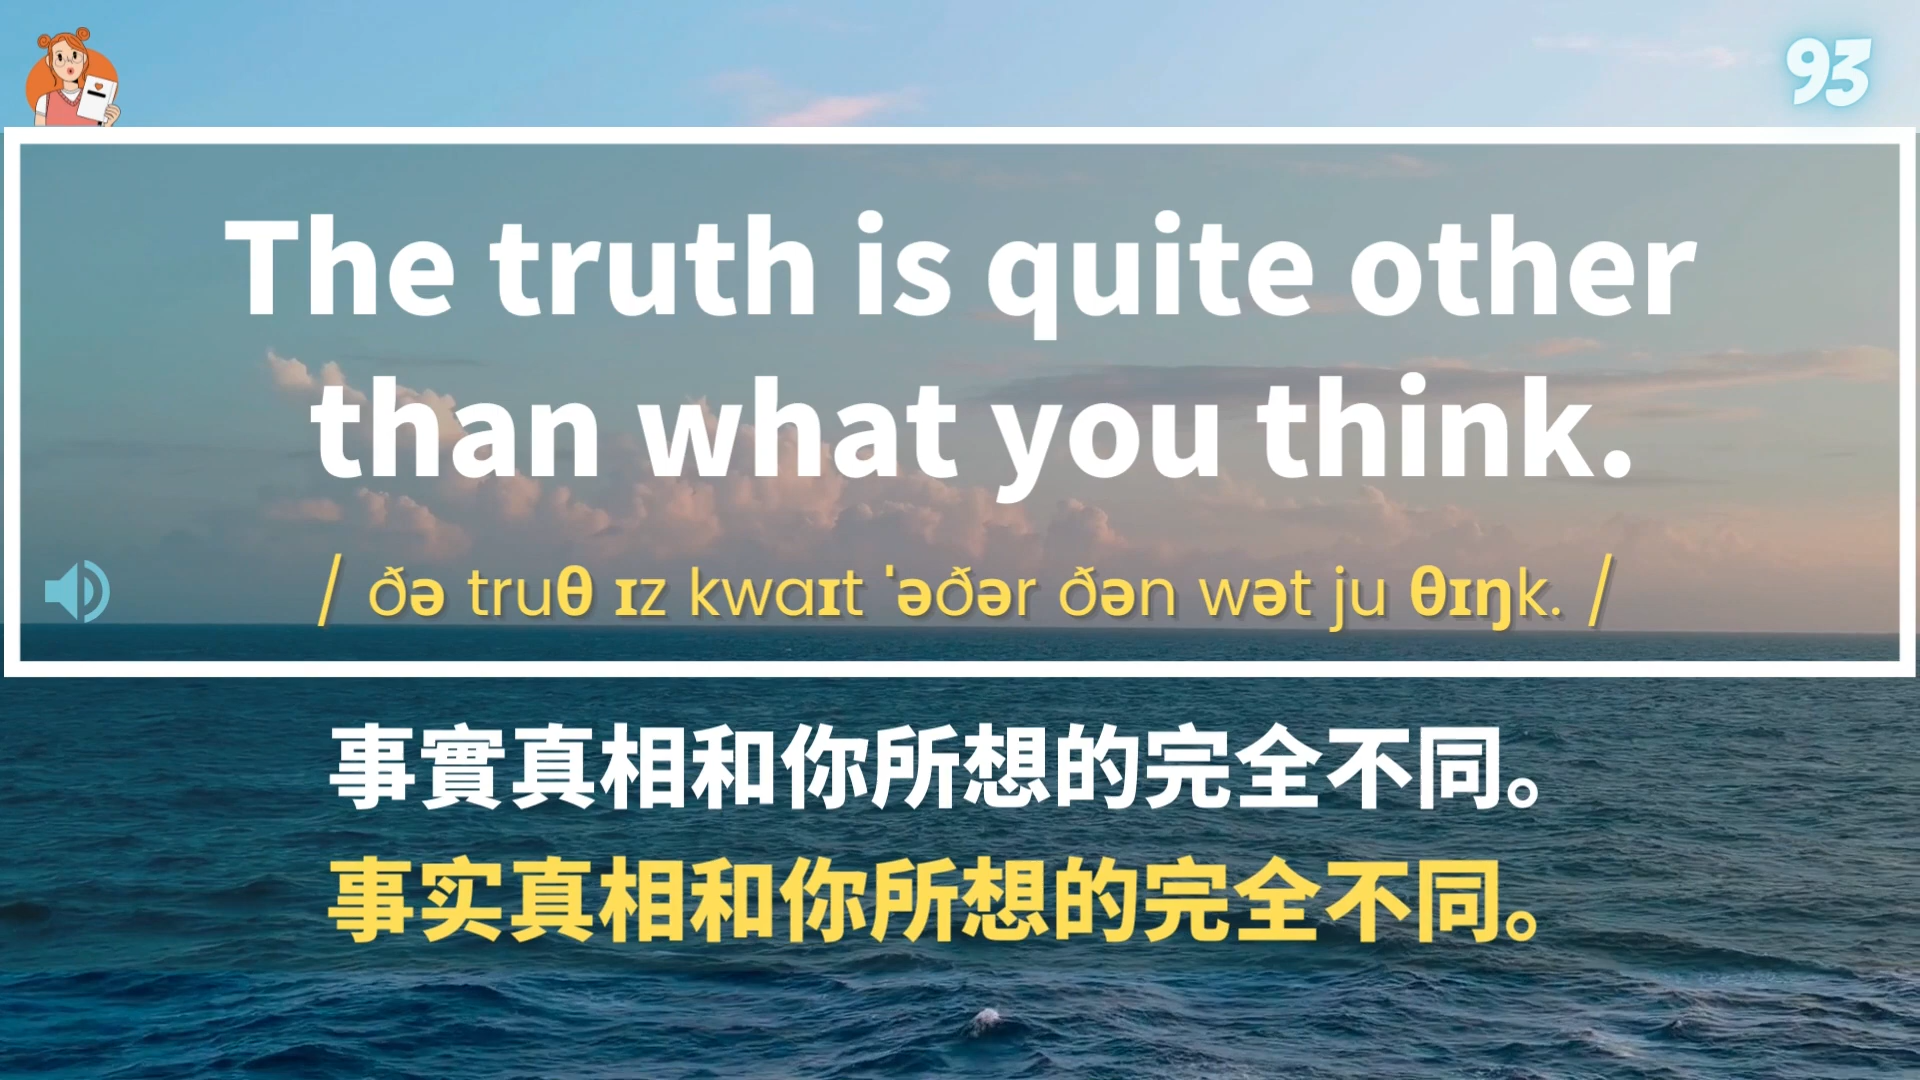 93
The truth is quite other
than what you think.
/ ðə truθ ɪz kwaɪt ˈəðər ðən wət ju θɪŋk. /
事實真相和你所想的完全不同。
事实真相和你所想的完全不同。